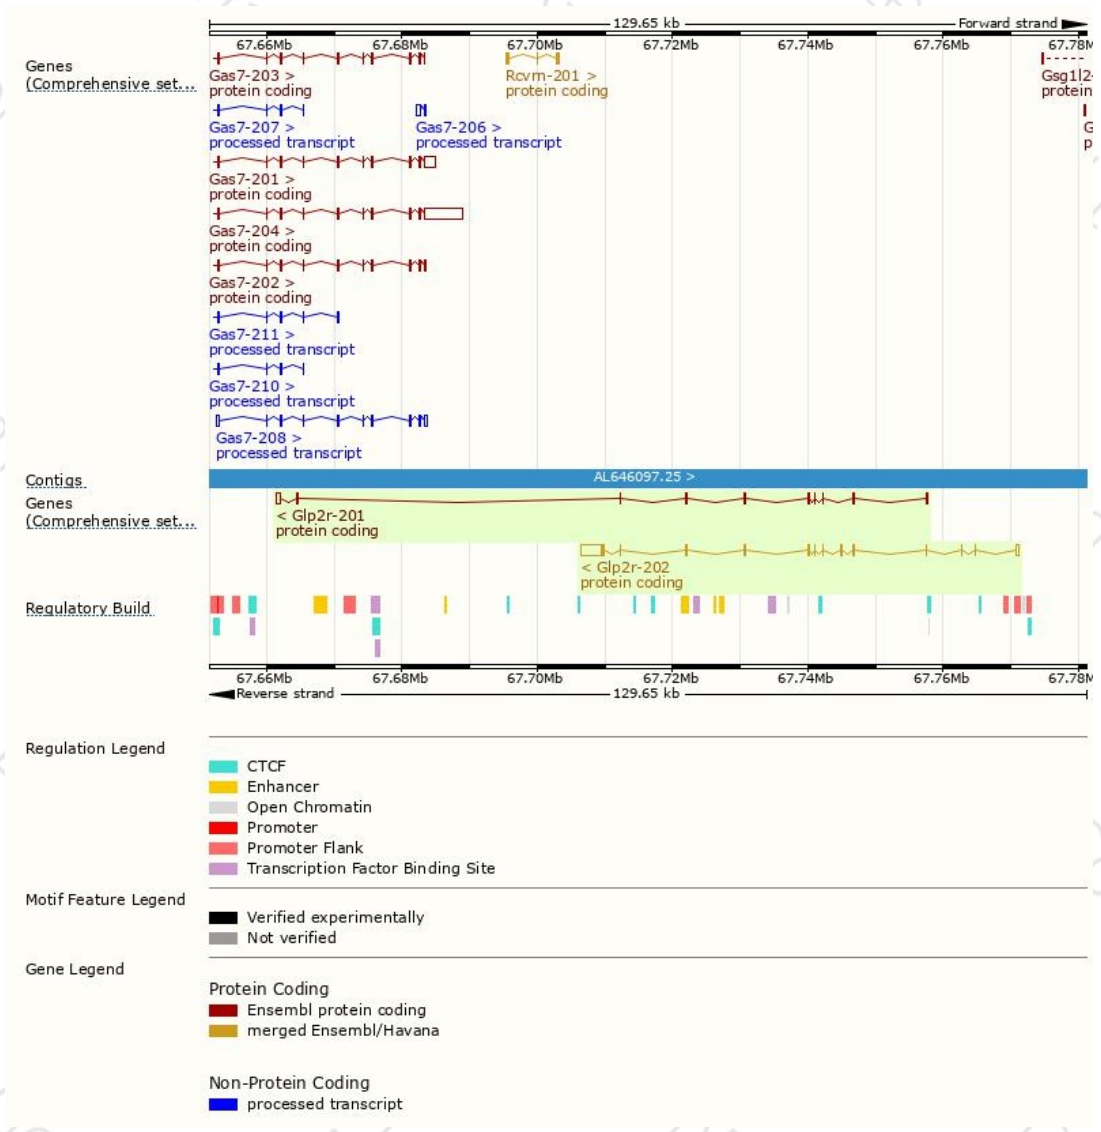 129.65 kb
Forward strand
67.66Mb 67.68Mb 67.70Mb 67.72Mb 67.74Mb 67.76Mb 67.78M
Genes
(Comprehensive set...
Gas7-203 > Rcvrn-201 > Gsg1l2-
protein coding protein coding protein
Gas7-207 > Gas7-206 > G
processed transcript processed transcript p
Gas7-201 >
protein coding
Gas7-204 >
protein coding
Gas7-202 >
protein coding
Gas7-211 >
processed transcript
Gas7-210 >
processed transcript
Gas7-208 >
processed transcript
Contigs
AL646097.25 >
Genes
(Comprehensive set...
< Glp2r-201
protein coding
< Glp2r-202
protein coding
Regulatory Build
67.66Mb 67.68Mb 67.70Mb 67.72Mb 67.74Mb 67.76Mb 67.78M
Reverse strand 129.65 kb
Regulation Legend
CTCF
Enhancer
Open Chromatin
Promoter
Promoter Flank
Transcription Factor Binding Site
Motif Feature Legend
Verified experimentally
Not verified
Gene Legend
Protein Coding
Ensembl protein coding
merged Ensembl/Havana
Non-Protein Coding
processed transcript